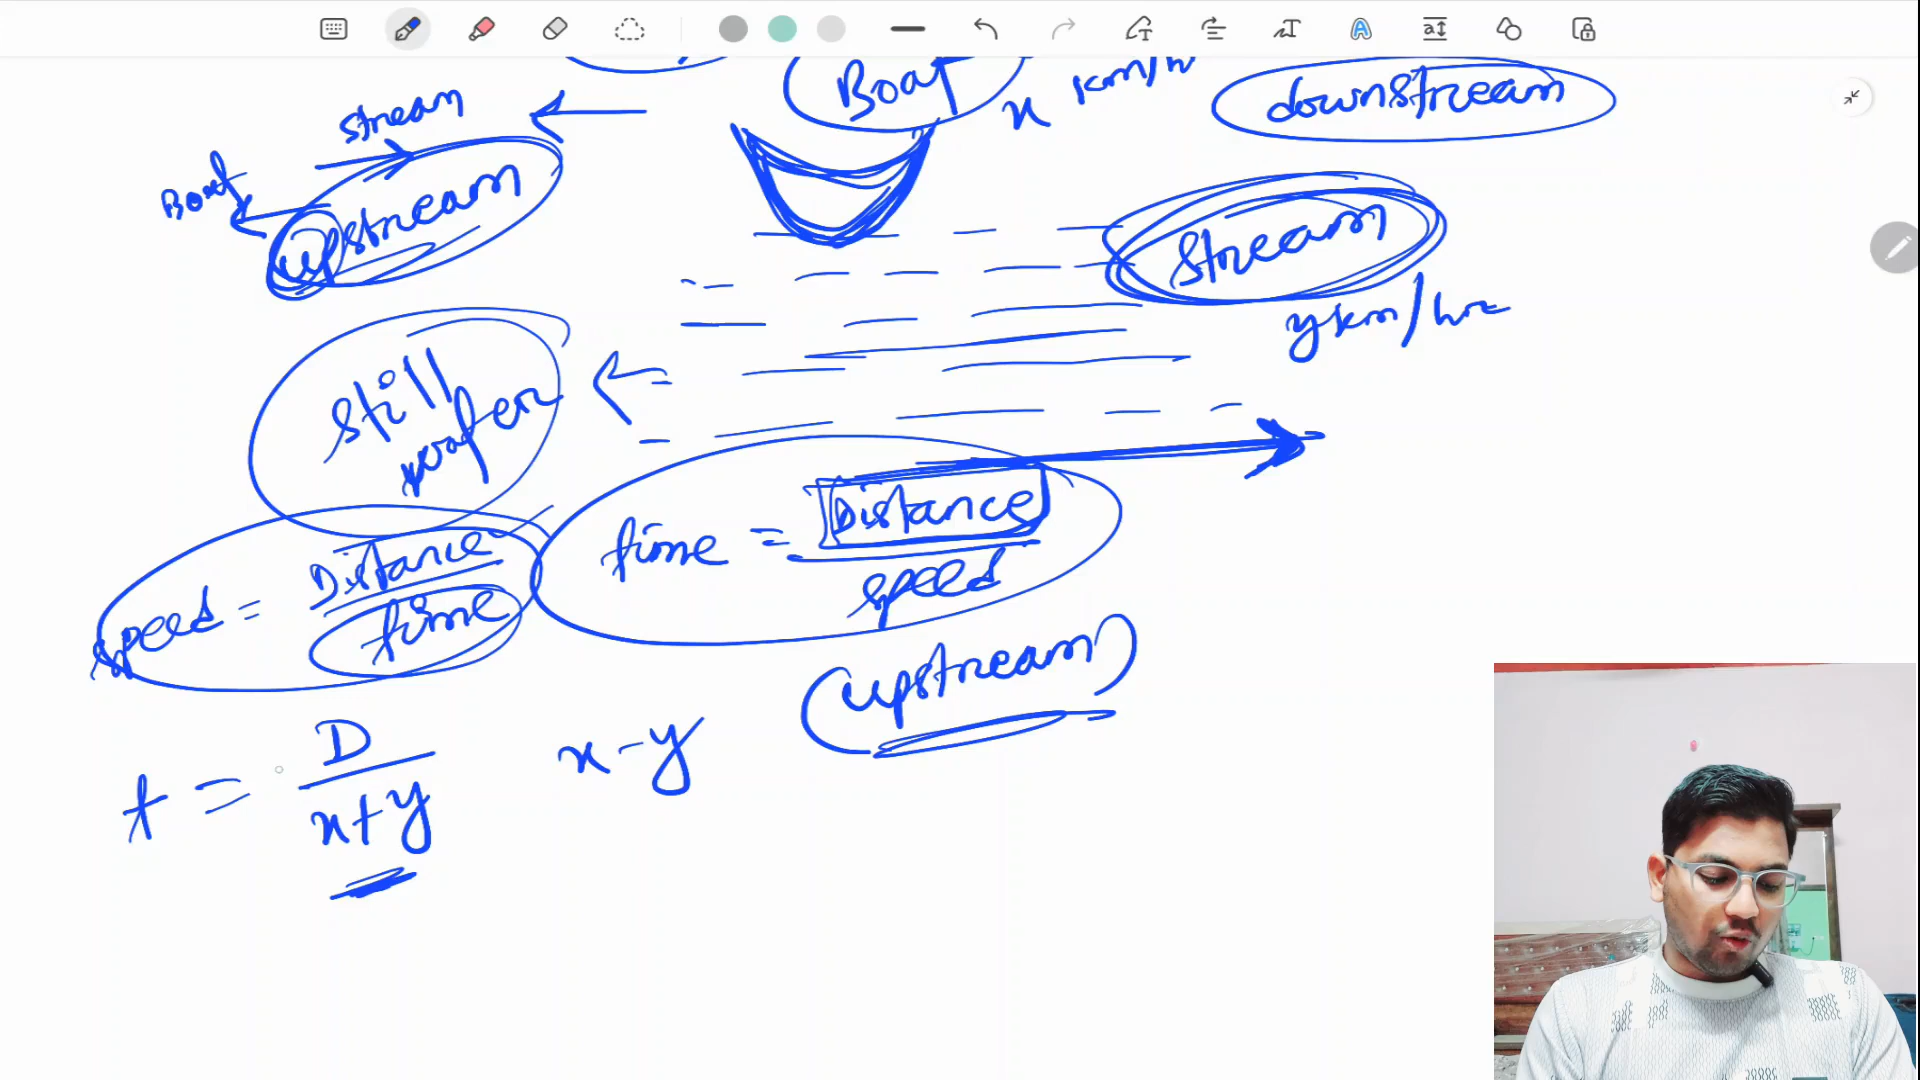 Boat
x km/hr
downstream
stream
Boat
upstream
stream
y km/hr
still
water
speed = Distance
time
time = Distance
speed
(upstream)
t = D
x+y
x-y